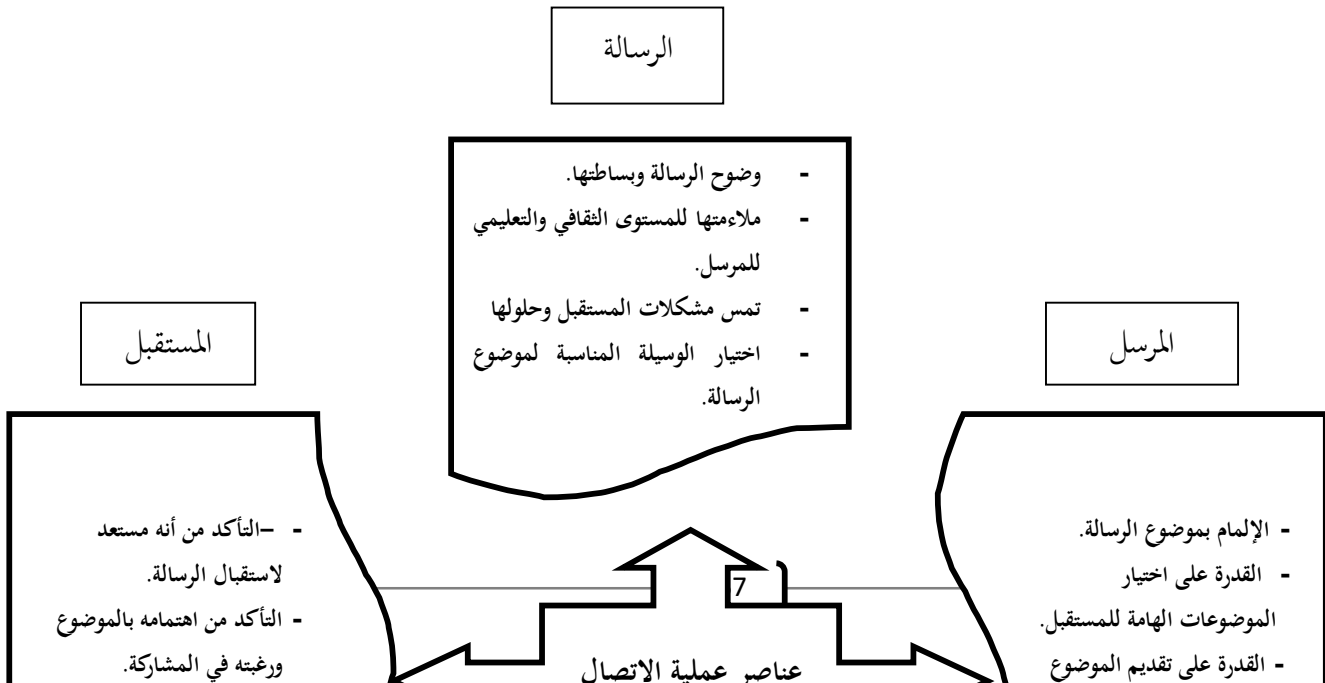 الرسالة
- وضوح الرسالة وبساطتها.
- ملاءمتها للمستوى الثقافي والتعليمي
للمرسل.
- تمس مشكلات المستقبل وحلولها
- اختيار الوسيلة المناسبة لموضوع
الرسالة.
المرسل
- الإلمام بموضوع الرسالة.
- القدرة على اختيار
الموضوعات الهامة للمستقبل.
- القدرة على تقديم الموضوع
المستقبل
- –التأكد من أنه مستعد
لاستقبال الرسالة.
- التأكد من اهتمامه بالموضوع
ورغبته في المشاركة.
7
عناصر عملية الاتصال